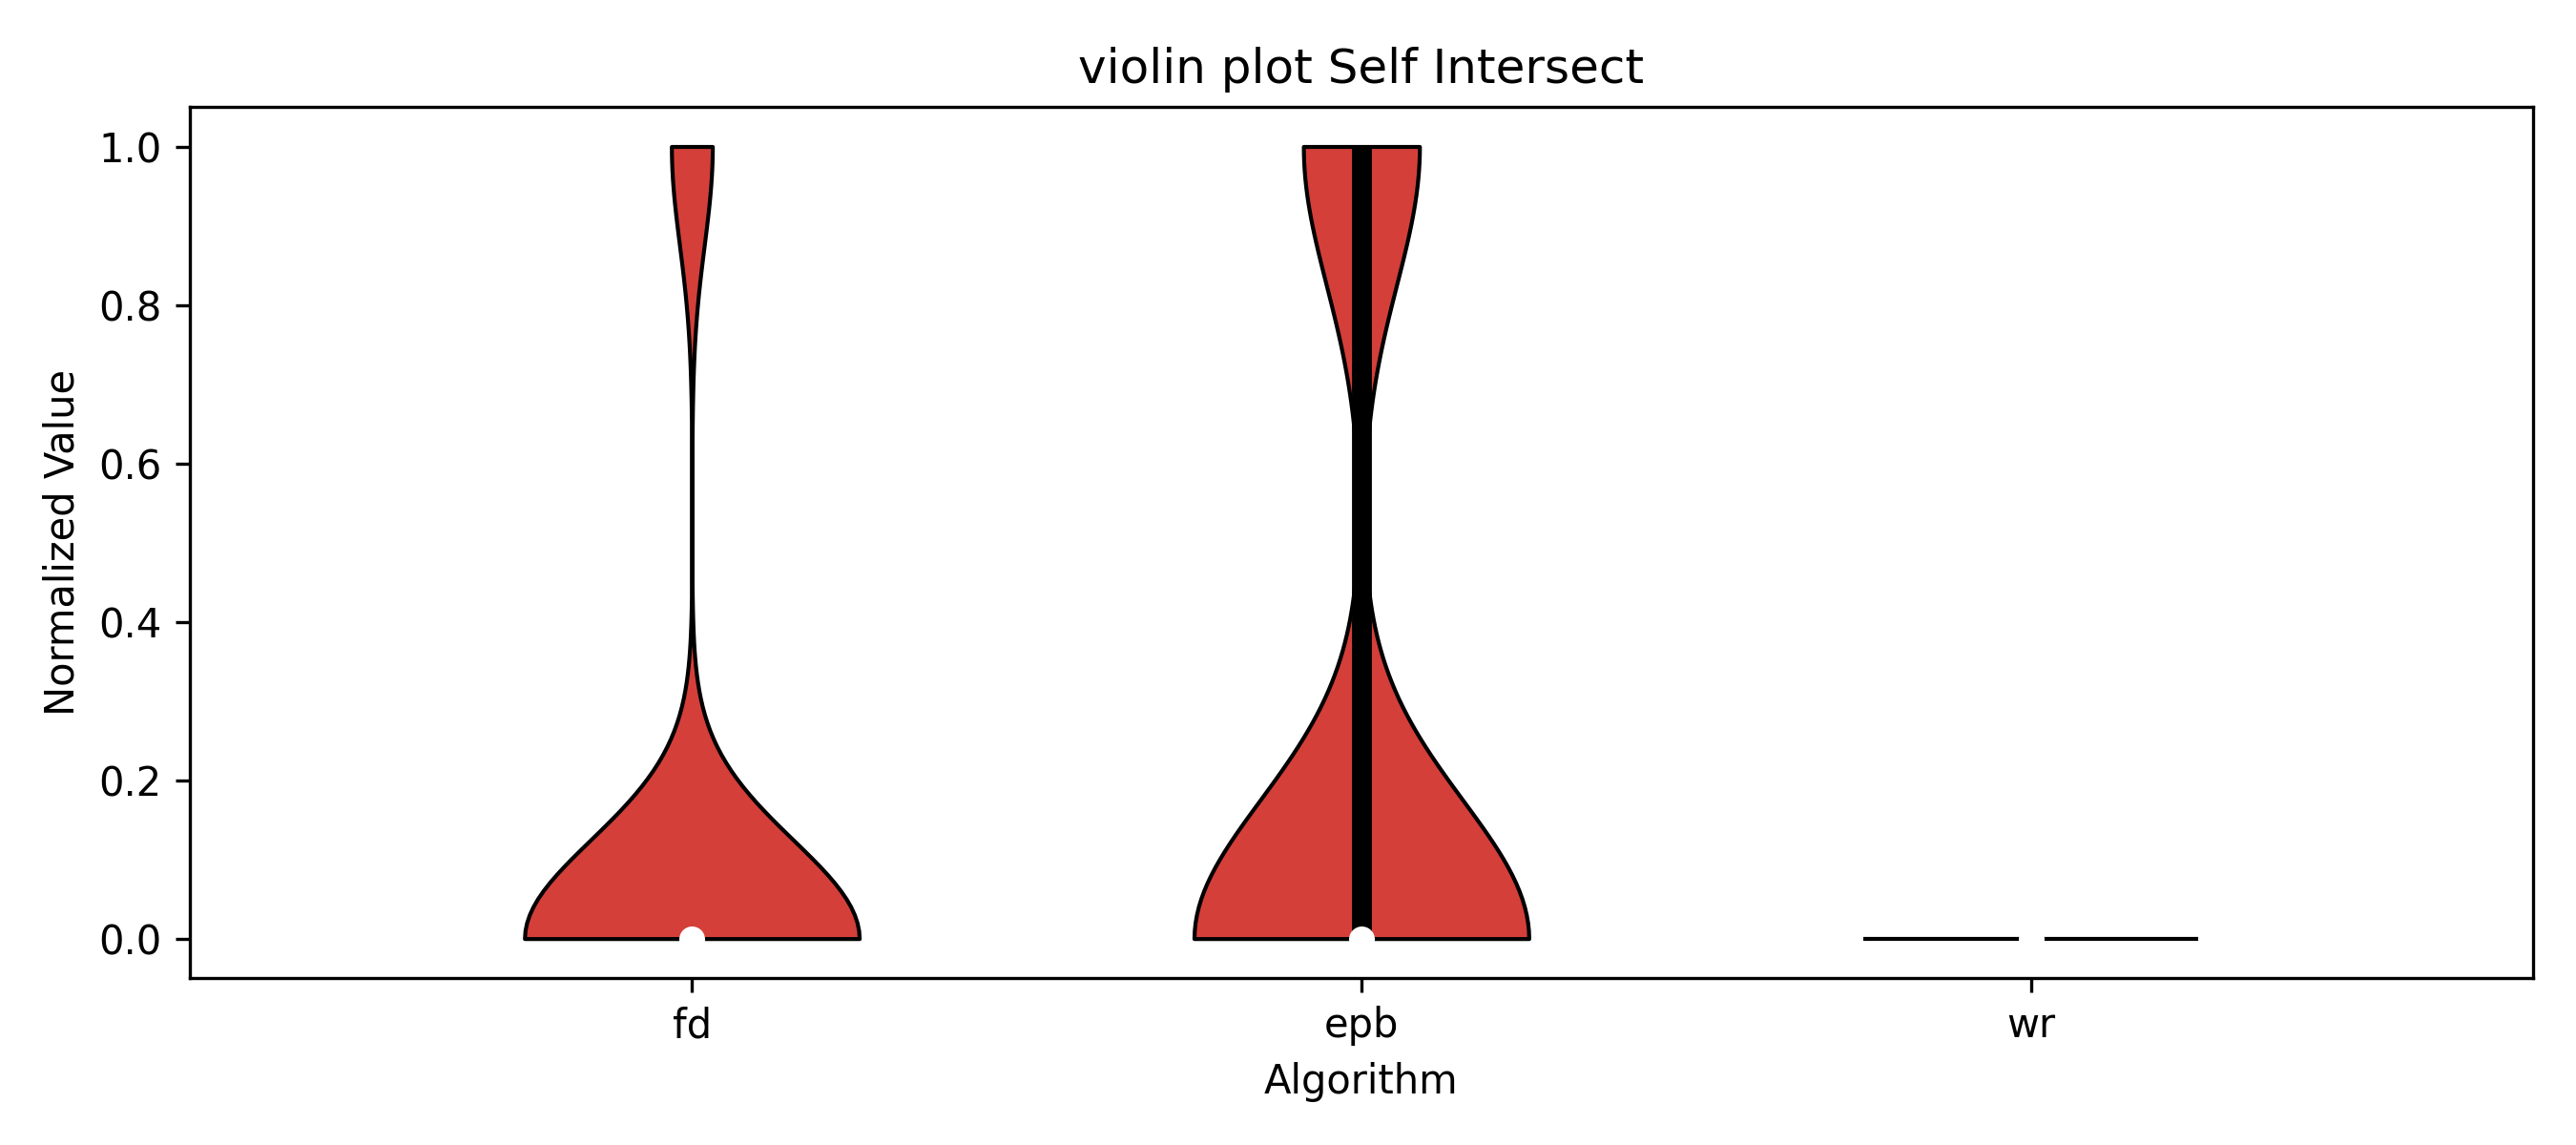 violin plot Self Intersect
Normalized Value
1.0
0.8
0.6
0.4
0.2
0.0
fd
epb
wr
Algorithm